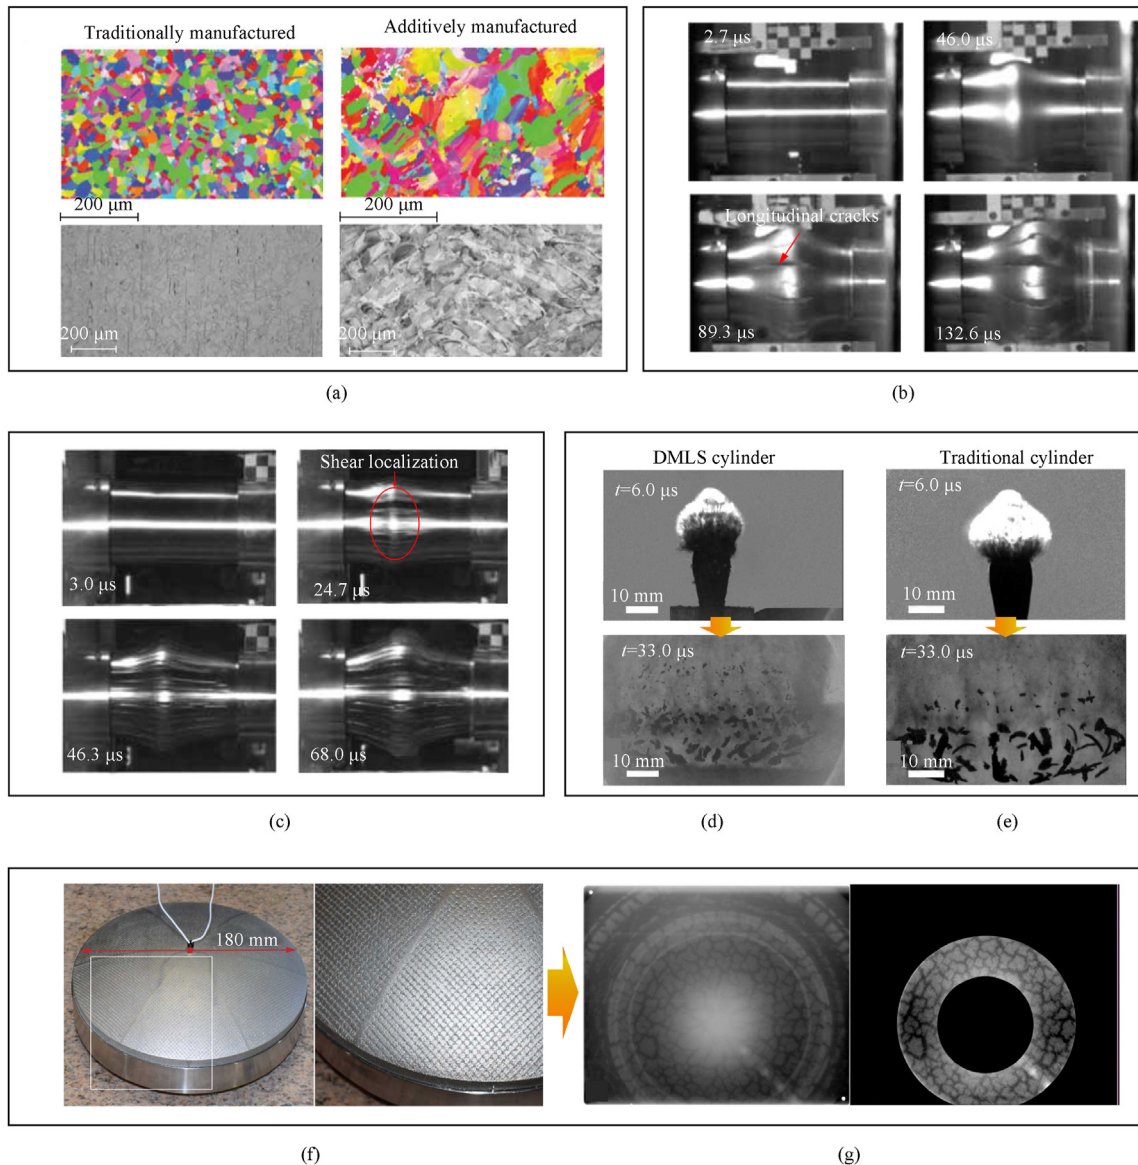 Traditionally manufactured
Additively manufactured
200 μm
200 μm
200 μm
200 μm
(a)
2.7 μs
46.0 μs
Longitudinal cracks
89.3 μs
132.6 μs
(b)
Shear localization
3.0 μs
24.7 μs
46.3 μs
68.0 μs
(c)
DMLS cylinder
Traditional cylinder
t=6.0 μs
t=6.0 μs
10 mm
10 mm
t=33.0 μs
t=33.0 μs
10 mm
10 mm
(d)
(e)
180 mm
(f)
(g)